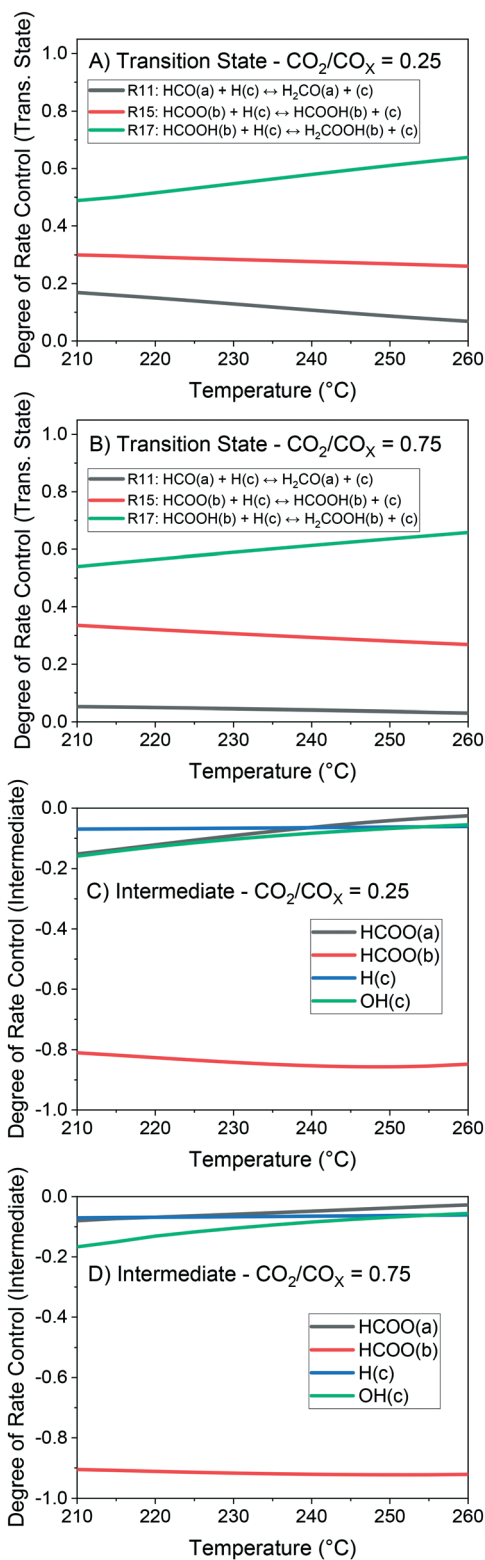 A) Transition State - CO₂/COₓ = 0.25
R11: HCO(a) + H(c) ↔ H₂CO(a) + (c)
R15: HCOO(b) + H(c) ↔ HCOOH(b) + (c)
R17: HCOOH(b) + H(c) ↔ H₂COOH(b) + (c)
Degree of Rate Control (Trans. State)
1.0
0.8
0.6
0.4
0.2
0.0
210 220 230 240 250 260
Temperature (°C)
B) Transition State - CO₂/COₓ = 0.75
R11: HCO(a) + H(c) ↔ H₂CO(a) + (c)
R15: HCOO(b) + H(c) ↔ HCOOH(b) + (c)
R17: HCOOH(b) + H(c) ↔ H₂COOH(b) + (c)
Degree of Rate Control (Trans. State)
1.0
0.8
0.6
0.4
0.2
0.0
210 220 230 240 250 260
Temperature (°C)
Degree of Rate Control (Intermediate)
0.0
-0.2
-0.4
-0.6
-0.8
-1.0
C) Intermediate - CO₂/COₓ = 0.25
HCOO(a)
HCOO(b)
H(c)
OH(c)
210 220 230 240 250 260
Temperature (°C)
Degree of Rate Control (Intermediate)
0.0
-0.2
-0.4
-0.6
-0.8
-1.0
D) Intermediate - CO₂/COₓ = 0.75
HCOO(a)
HCOO(b)
H(c)
OH(c)
210 220 230 240 250 260
Temperature (°C)